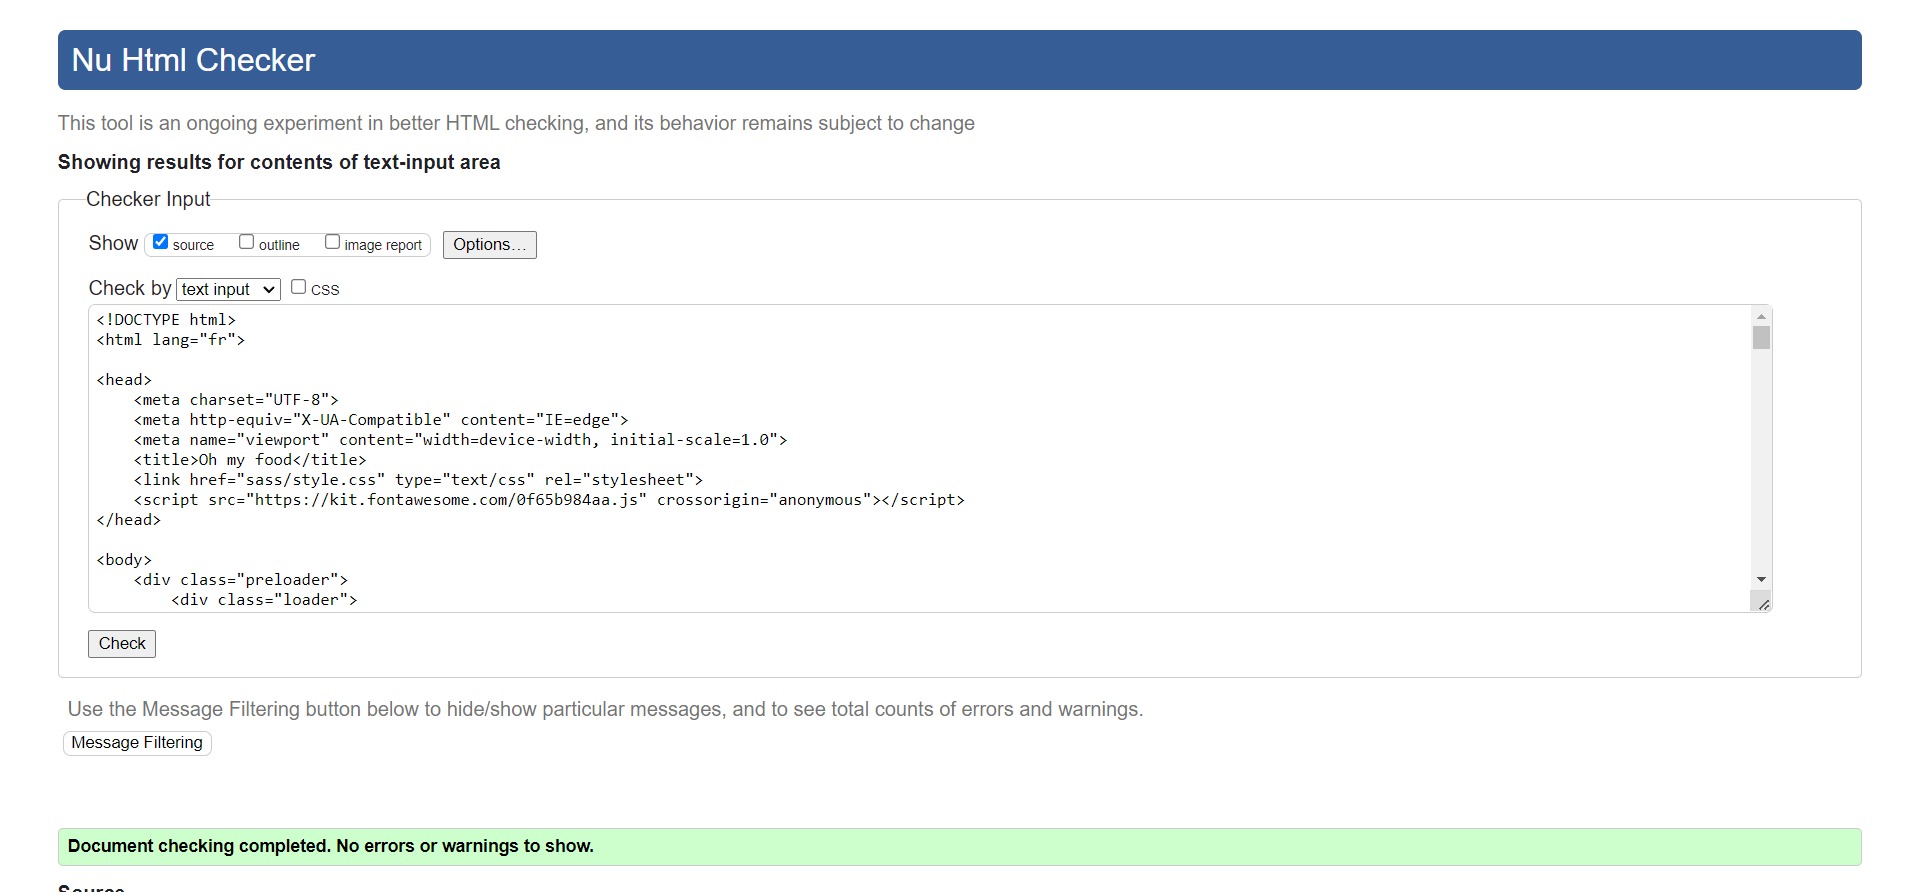 Nu Html Checker
This tool is an ongoing experiment in better HTML checking, and its behavior remains subject to change
Showing results for contents of text-input area
Checker Input
Show source outline image report Options...
Check by text input CSS
<!DOCTYPE html>
<html lang="fr">
<head>
<meta charset="UTF-8">
<meta http-equiv="X-UA-Compatible" content="IE=edge">
<meta name="viewport" content="width=device-width, initial-scale=1.0">
<title>Oh my food</title>
<link href="sass/style.css" type="text/css" rel="stylesheet">
<script src="https://kit.fontawesome.com/0f65b984aa.js" crossorigin="anonymous"></script>
</head>
<body>
<div class="preloader">
<div class="loader">
Check
Use the Message Filtering button below to hide/show particular messages, and to see total counts of errors and warnings.
Message Filtering
Document checking completed. No errors or warnings to show.
Source